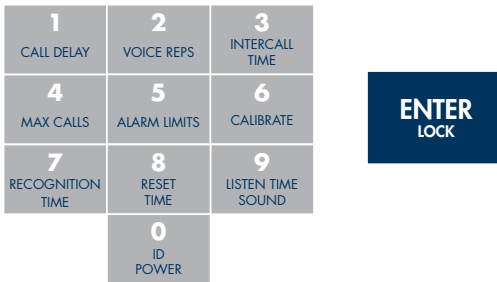 1
CALL DELAY
2
VOICE REPS
3
INTERCALL
TIME
4
MAX CALLS
5
ALARM LIMITS
6
CALIBRATE
ENTER
LOCK
7
RECOGNITION
TIME
8
RESET
TIME
9
LISTEN TIME
SOUND
0
ID
POWER